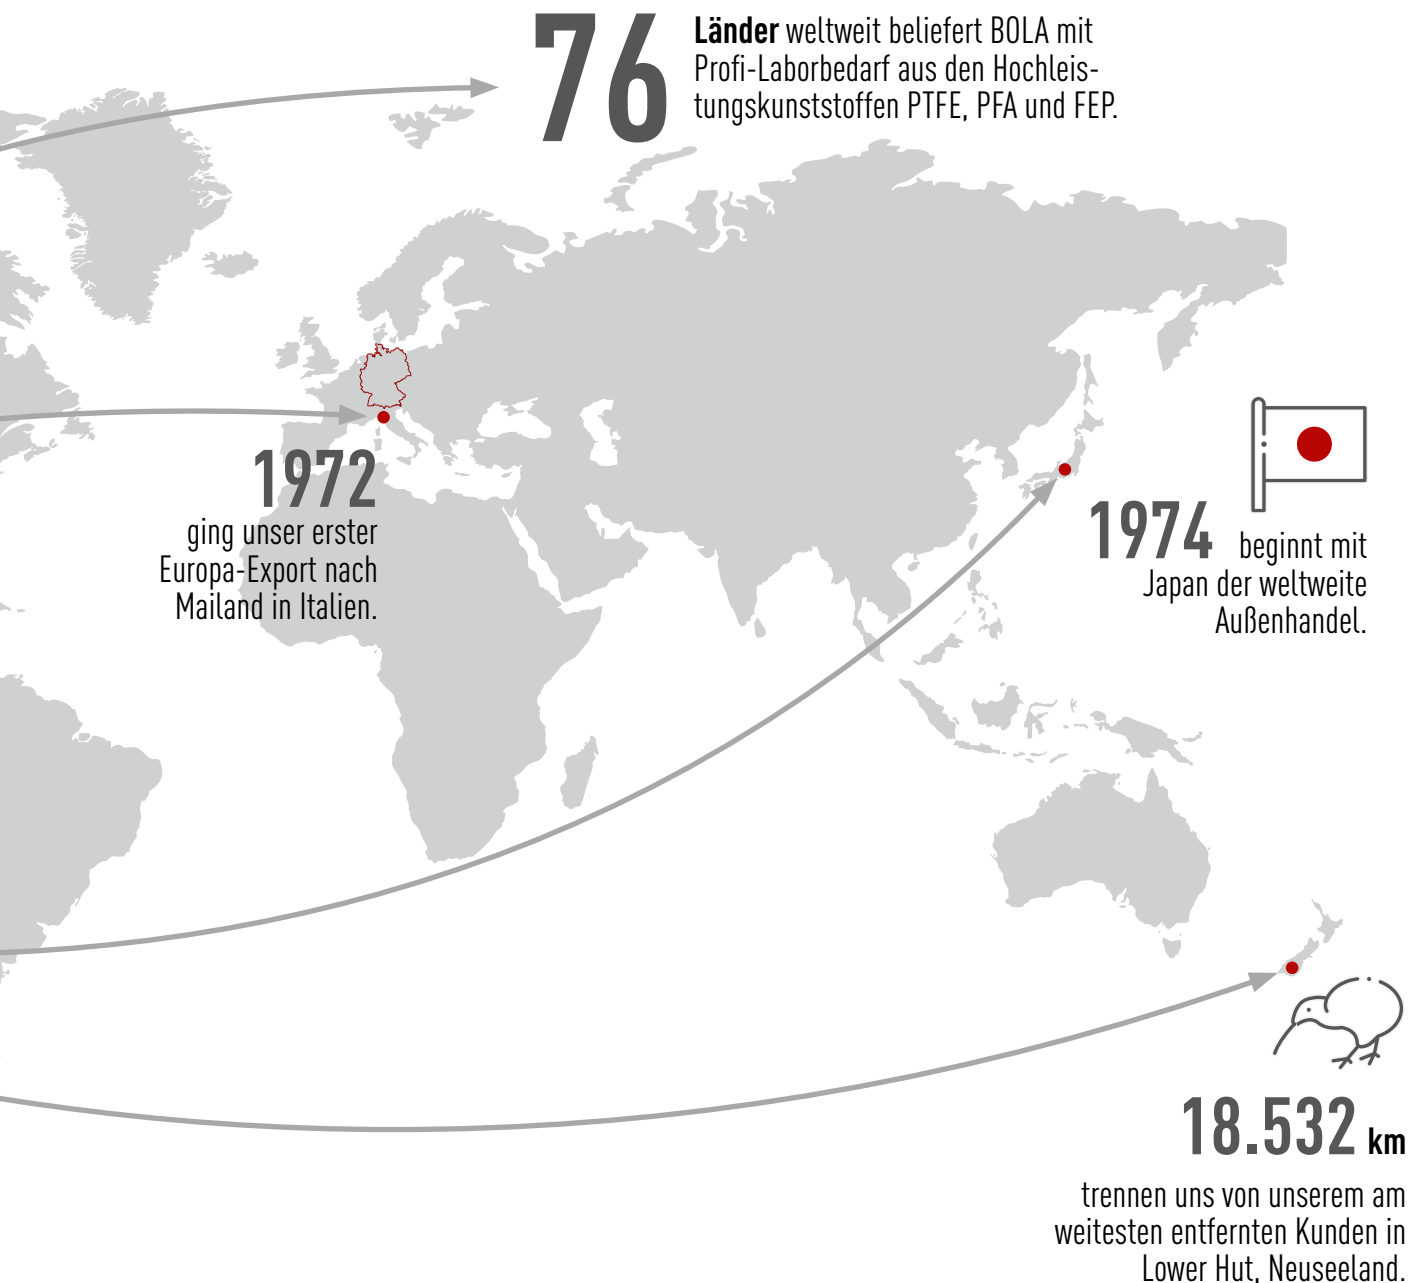 76
Länder weltweit beliefert BOLA mit
Profi-Laborbedarf aus den Hochleis-
tungskunststoffen PTFE, PFA und FEP.
1972
ging unser erster
Europa-Export nach
Mailand in Italien.
1974 beginnt mit
Japan der weltweite
Außenhandel.
18.532 km
trennen uns von unserem am
weitesten entfernten Kunden in
Lower Hut, Neuseeland.